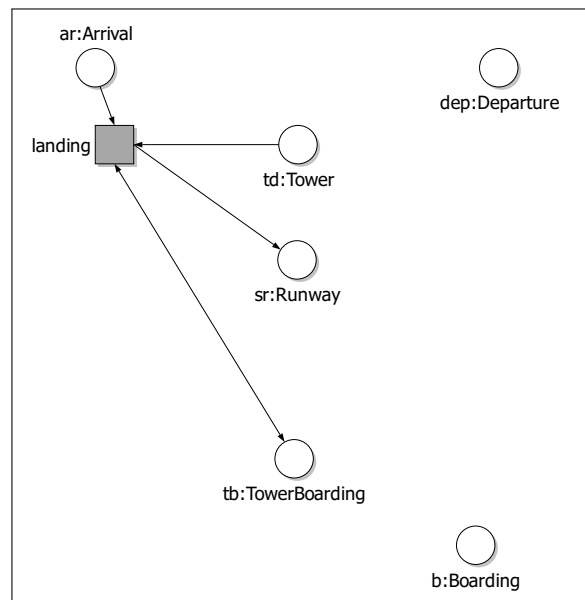 ar:Arrival
dep:Departure
landing
td:Tower
sr:Runway
tb:TowerBoarding
b:Boarding